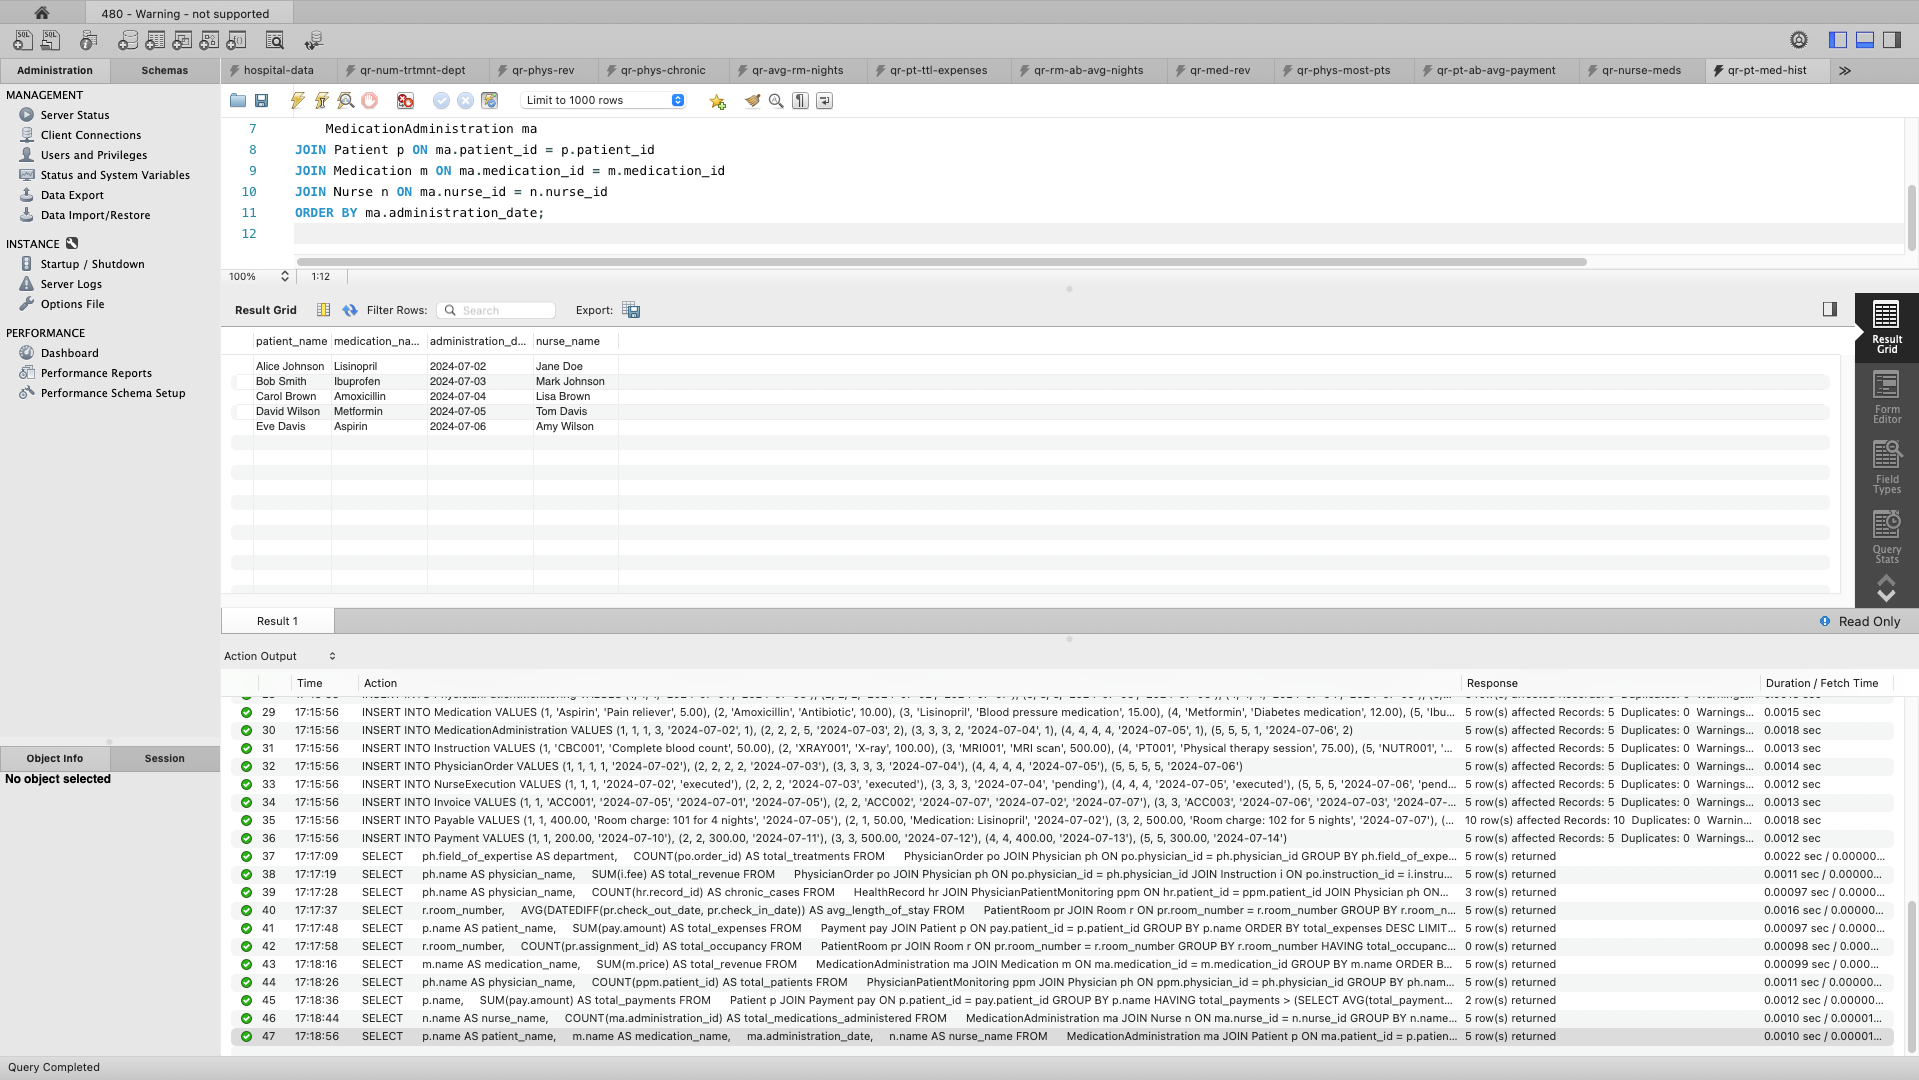 480 - Warning - not supported
Administration
Schemas
hospital-data
qr-num-trtmnt-dept
qr-phys-rev
qr-phys-chronic
qr-avg-rm-nights
qr-pt-ttl-expenses
qr-rm-ab-avg-nights
qr-med-rev
qr-phys-most-pts
qr-pt-ab-avg-payment
qr-nurse-meds
qr-pt-med-hist
MANAGEMENT
Server Status
Client Connections
Users and Privileges
Status and System Variables
Data Export
Data Import/Restore
INSTANCE
Startup / Shutdown
Server Logs
Options File
PERFORMANCE
Dashboard
Performance Reports
Performance Schema Setup
Object Info
Session
No object selected
Limit to 1000 rows
7 MedicationAdministration ma
8 JOIN Patient p ON ma.patient_id = p.patient_id
9 JOIN Medication m ON ma.medication_id = m.medication_id
10 JOIN Nurse n ON ma.nurse_id = n.nurse_id
11 ORDER BY ma.administration_date;
12
100% 1:12
Result Grid Filter Rows: Search Export:
patient_name medication_na... administration_d... nurse_name
Alice Johnson Lisinopril 2024-07-02 Jane Doe
Bob Smith Ibuprofen 2024-07-03 Mark Johnson
Carol Brown Amoxicillin 2024-07-04 Lisa Brown
David Wilson Metformin 2024-07-05 Tom Davis
Eve Davis Aspirin 2024-07-06 Amy Wilson
Result
Grid
Form
Editor
Field
Types
Query
Stats
Result 1
Read Only
Action Output
Time Action Response Duration / Fetch Time
29 17:15:56 INSERT INTO Medication VALUES (1, 'Aspirin', 'Pain reliever', 5.00), (2, 'Amoxicillin', 'Antibiotic', 10.00), (3, 'Lisinopril', 'Blood pressure medication', 15.00), (4, 'Metformin', 'Diabetes medication', 12.00), (5, 'Ibu... 5 row(s) affected Records: 5 Duplicates: 0 Warnings... 0.0015 sec
30 17:15:56 INSERT INTO MedicationAdministration VALUES (1, 1, 1, 3, '2024-07-02', 1), (2, 2, 2, 5, '2024-07-03', 2), (3, 3, 3, 2, '2024-07-04', 1), (4, 4, 4, 4, '2024-07-05', 1), (5, 5, 5, 1, '2024-07-06', 2) 5 row(s) affected Records: 5 Duplicates: 0 Warnings... 0.0018 sec
31 17:15:56 INSERT INTO Instruction VALUES (1, 'CBC001', 'Complete blood count', 50.00), (2, 'XRAY001', 'X-ray', 100.00), (3, 'MRI001', 'MRI scan', 500.00), (4, 'PT001', 'Physical therapy session', 75.00), (5, 'NUTR001', '... 5 row(s) affected Records: 5 Duplicates: 0 Warnings... 0.0013 sec
32 17:15:56 INSERT INTO PhysicianOrder VALUES (1, 1, 1, 1, '2024-07-02'), (2, 2, 2, 2, '2024-07-03'), (3, 3, 3, 3, '2024-07-04'), (4, 4, 4, 4, '2024-07-05'), (5, 5, 5, 5, '2024-07-06') 5 row(s) affected Records: 5 Duplicates: 0 Warnings... 0.0014 sec
33 17:15:56 INSERT INTO NurseExecution VALUES (1, 1, 1, '2024-07-02', 'executed'), (2, 2, 2, '2024-07-03', 'executed'), (3, 3, 3, '2024-07-04', 'pending'), (4, 4, 4, '2024-07-05', 'executed'), (5, 5, 5, '2024-07-06', 'pend... 5 row(s) affected Records: 5 Duplicates: 0 Warnings... 0.0012 sec
34 17:15:56 INSERT INTO Invoice VALUES (1, 1, 'ACC001', '2024-07-05', '2024-07-01', '2024-07-05'), (2, 2, 'ACC002', '2024-07-07', '2024-07-02', '2024-07-07'), (3, 3, 'ACC003', '2024-07-06', '2024-07-03', '2024-07-... 5 row(s) affected Records: 5 Duplicates: 0 Warnings... 0.0013 sec
35 17:15:56 INSERT INTO Payable VALUES (1, 1, 400.00, 'Room charge: 101 for 4 nights', '2024-07-05'), (2, 1, 50.00, 'Medication: Lisinopril', '2024-07-02'), (3, 2, 500.00, 'Room charge: 102 for 5 nights', '2024-07-07'), (... 10 row(s) affected Records: 10 Duplicates: 0 Warnin... 0.0018 sec
36 17:15:56 INSERT INTO Payment VALUES (1, 1, 200.00, '2024-07-10'), (2, 2, 300.00, '2024-07-11'), (3, 3, 500.00, '2024-07-12'), (4, 4, 400.00, '2024-07-13'), (5, 5, 300.00, '2024-07-14') 5 row(s) affected Records: 5 Duplicates: 0 Warnings... 0.0012 sec
37 17:17:09 SELECT ph.field_of_expertise AS department, COUNT(po.order_id) AS total_treatments FROM PhysicianOrder po JOIN Physician ph ON po.physician_id = ph.physician_id GROUP BY ph.field_of_expe... 5 row(s) returned 0.0022 sec / 0.00000...
38 17:17:19 SELECT ph.name AS physician_name, SUM(i.fee) AS total_revenue FROM PhysicianOrder po JOIN Physician ph ON po.physician_id = ph.physician_id JOIN Instruction i ON po.instruction_id = i.instru... 5 row(s) returned 0.0011 sec / 0.00000...
39 17:17:28 SELECT ph.name AS physician_name, COUNT(hr.record_id) AS chronic_cases FROM HealthRecord hr JOIN PhysicianPatientMonitoring ppm ON hr.patient_id = ppm.patient_id JOIN Physician ph ON... 3 row(s) returned 0.00097 sec / 0.0000...
40 17:17:37 SELECT r.room_number, AVG(DATEDIFF(pr.check_out_date, pr.check_in_date)) AS avg_length_of_stay FROM PatientRoom pr JOIN Room r ON pr.room_number = r.room_number GROUP BY r.room_n... 5 row(s) returned 0.0016 sec / 0.00000...
41 17:17:48 SELECT p.name AS patient_name, SUM(pay.amount) AS total_expenses FROM Payment pay JOIN Patient p ON pay.patient_id = p.patient_id GROUP BY p.name ORDER BY total_expenses DESC LIMIT... 5 row(s) returned 0.00097 sec / 0.0000...
42 17:17:58 SELECT r.room_number, COUNT(pr.assignment_id) AS total_occupancy FROM PatientRoom pr JOIN Room r ON pr.room_number = r.room_number GROUP BY r.room_number HAVING total_occupanc... 0 row(s) returned 0.00098 sec / 0.000...
43 17:18:16 SELECT m.name AS medication_name, SUM(m.price) AS total_revenue FROM MedicationAdministration ma JOIN Medication m ON ma.medication_id = m.medication_id GROUP BY m.name ORDER B... 5 row(s) returned 0.00099 sec / 0.000...
44 17:18:26 SELECT ph.name AS physician_name, COUNT(ppm.patient_id) AS total_patients FROM PhysicianPatientMonitoring ppm JOIN Physician ph ON ppm.physician_id = ph.physician_id GROUP BY ph.nam... 5 row(s) returned 0.0011 sec / 0.00000...
45 17:18:36 SELECT p.name, SUM(pay.amount) AS total_payments FROM Patient p JOIN Payment pay ON p.patient_id = pay.patient_id GROUP BY p.name HAVING total_payments > (SELECT AVG(total_payment... 2 row(s) returned 0.0012 sec / 0.00000...
46 17:18:44 SELECT n.name AS nurse_name, COUNT(ma.administration_id) AS total_medications_administered FROM MedicationAdministration ma JOIN Nurse n ON ma.nurse_id = n.nurse_id GROUP BY n.name... 5 row(s) returned 0.0010 sec / 0.00001...
47 17:18:56 SELECT p.name AS patient_name, m.name AS medication_name, ma.administration_date, n.name AS nurse_name FROM MedicationAdministration ma JOIN Patient p ON ma.patient_id = p.patien... 5 row(s) returned 0.0010 sec / 0.00001...
Query Completed